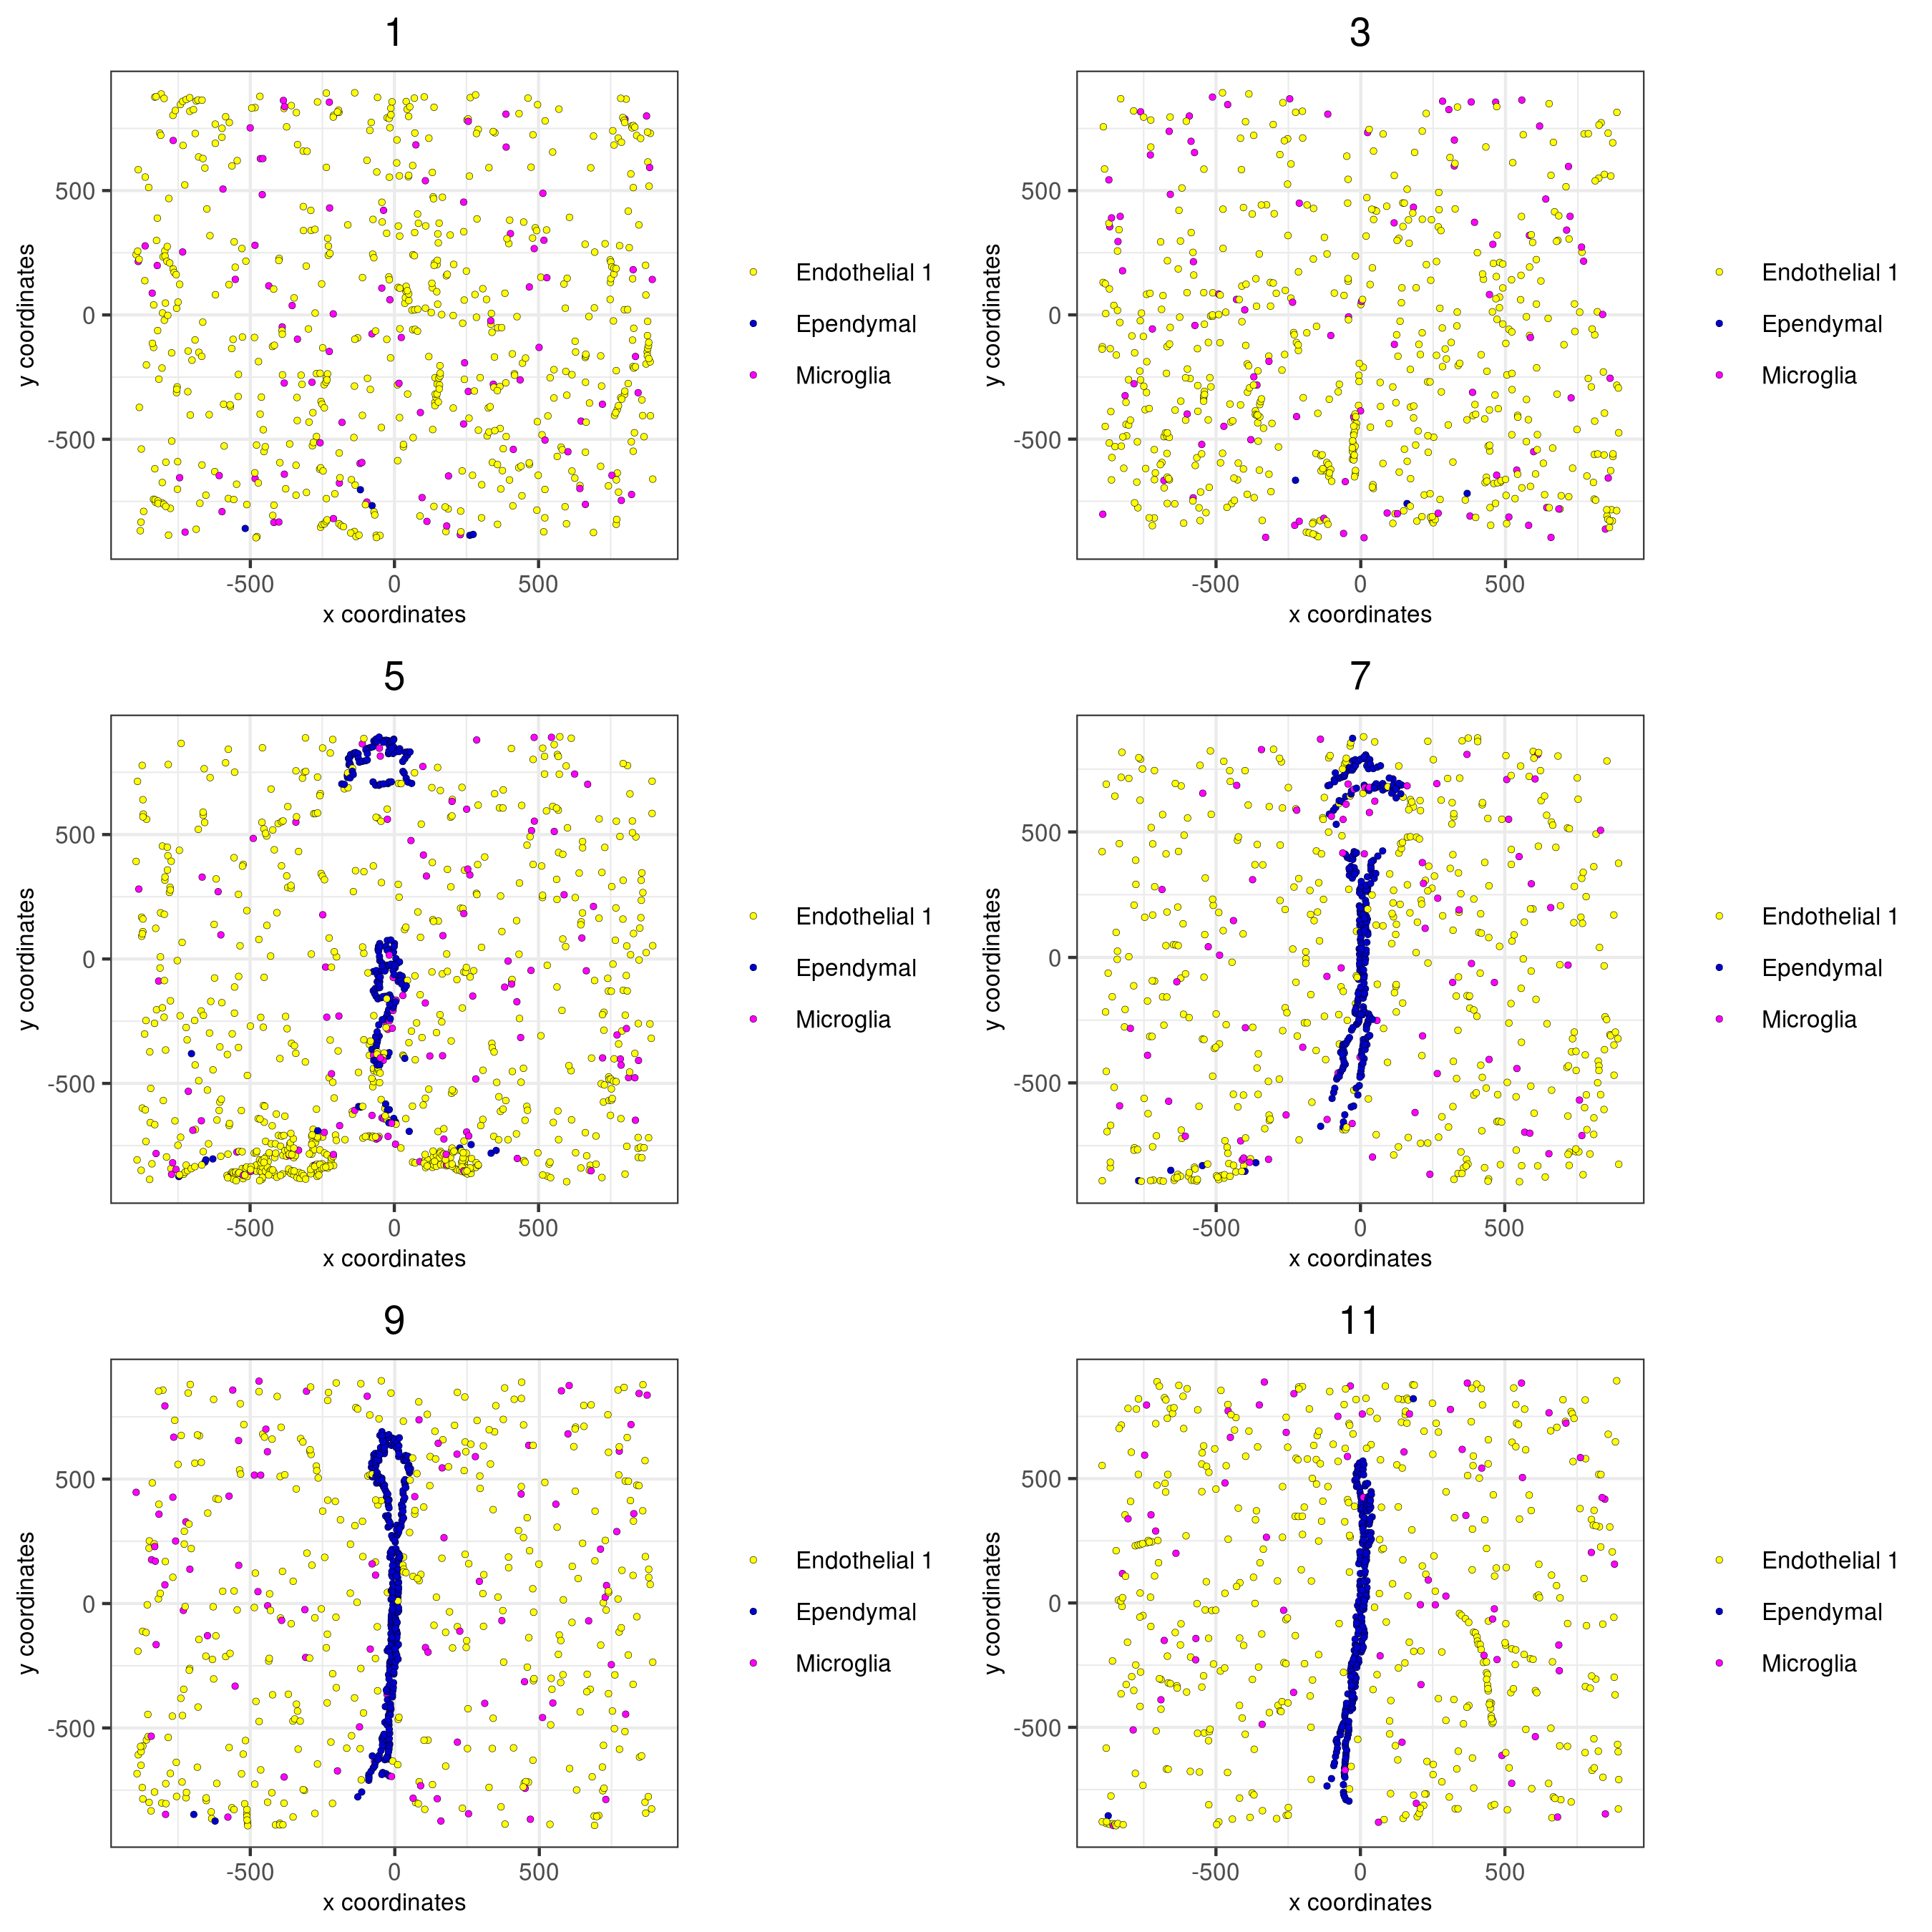 1
500
0
-500
y coordinates
-500 0 500
x coordinates
Endothelial 1
Ependymal
Microglia
3
500
0
-500
y coordinates
-500 0 500
x coordinates
Endothelial 1
Ependymal
Microglia
5
500
0
-500
y coordinates
-500 0 500
x coordinates
Endothelial 1
Ependymal
Microglia
7
500
0
-500
y coordinates
-500 0 500
x coordinates
Endothelial 1
Ependymal
Microglia
9
500
0
-500
y coordinates
-500 0 500
x coordinates
Endothelial 1
Ependymal
Microglia
11
500
0
-500
y coordinates
-500 0 500
x coordinates
Endothelial 1
Ependymal
Microglia